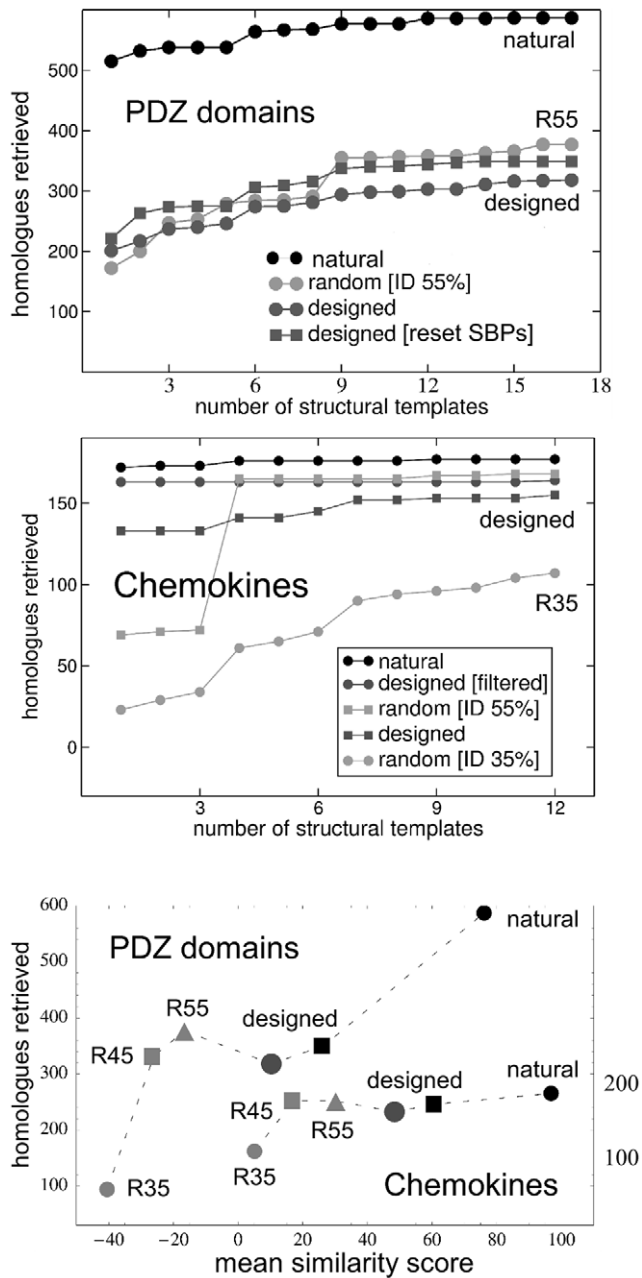 500
400
300
200
100
homologues retrieved
PDZ domains
natural
R55
designed
natural
random [ID 55%]
designed
designed [reset SBPs]
3 6 9 12 15 18
number of structural templates
150
100
50
0
homologues retrieved
designed
Chemokines
R35
natural
designed [filtered]
random [ID 55%]
designed
random [ID 35%]
3 6 9 12
number of structural templates
600
500
400
300
200
100
homologues retrieved
PDZ domains
natural
R55
designed
R45
natural
designed
200
R45
R55
R35
100
R35
Chemokines
−40 −20 0 20 40 60 80 100
mean similarity score